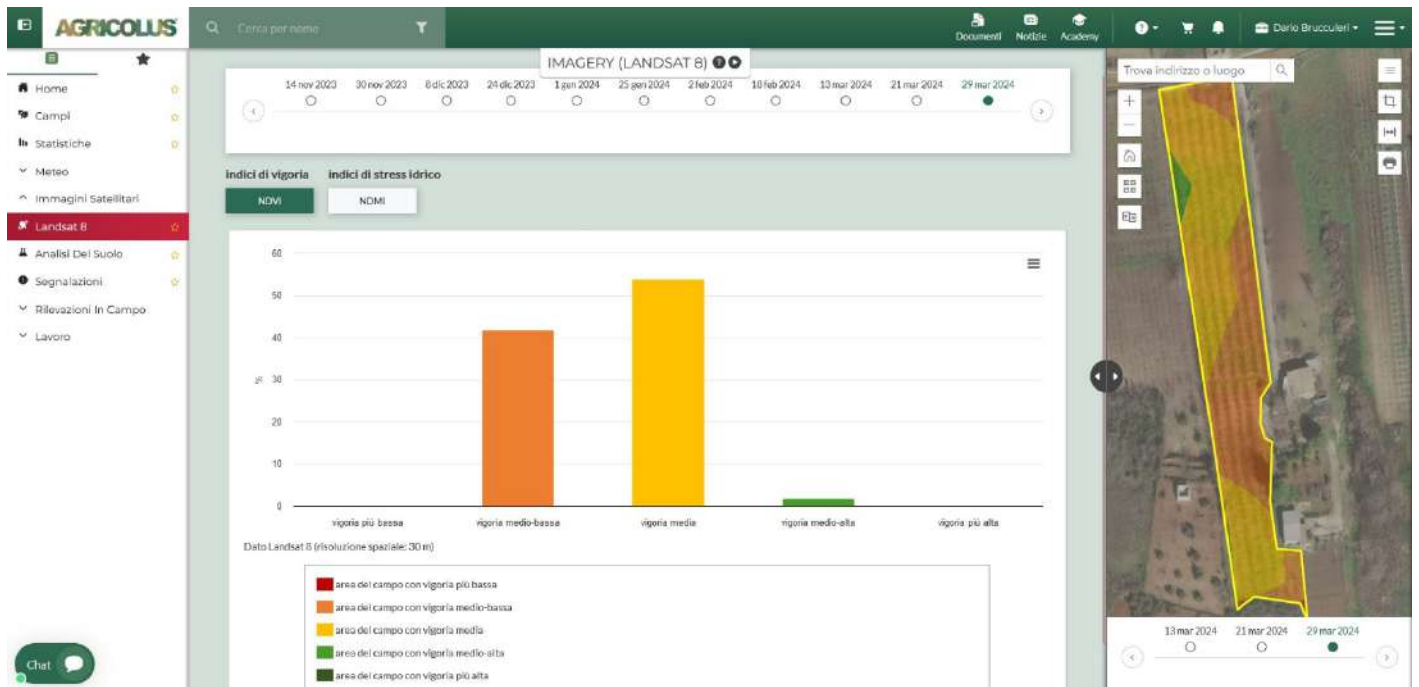 AGRICOLUS
Cerca per nome
Documenti
Notizie
Academy
Dario Brucculeri
Home
Campi
Statistiche
Meteo
Immagini Satellitari
Landsat 8
Analisi Del Suolo
Segnalazioni
Rilevazioni In Campo
Lavoro
Chat
IMAGERY (LANDSAT 8)
14 nov 2023 30 nov 2023 8 dic 2023 24 dic 2023 1 gen 2024 25 gen 2024 2 feb 2024 18 feb 2024 13 mar 2024 21 mar 2024 29 mar 2024
indici di vigoria indici di stress idrico
NDVI NDMI
60
50
40
30
20
10
0
%
vigoria più bassa vigoria medio-bassa vigoria media vigoria medio-alta vigoria più alta
Dato Landsat 8 (risoluzione spaziale: 30 m)
area del campo con vigoria più bassa
area del campo con vigoria medio-bassa
area del campo con vigoria media
area del campo con vigoria medio-alta
area del campo con vigoria più alta
Trova indirizzo o luogo
13 mar 2024 21 mar 2024 29 mar 2024